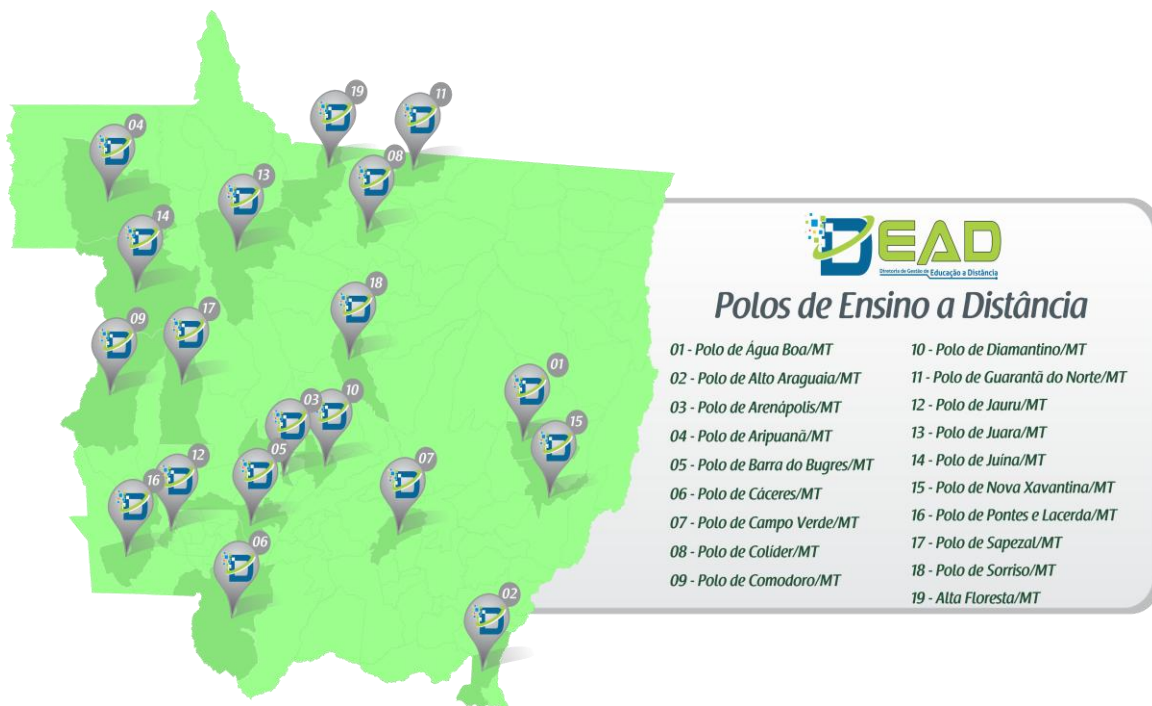 19
11
04
08
13
14
18
17
09
01
10
03
15
05
07
12
16
06
02
DEAD
Diretoria de Gestão de Educação a Distância
Polos de Ensino a Distância
01 - Polo de Água Boa/MT
02 - Polo de Alto Araguaia/MT
03 - Polo de Arenápolis/MT
04 - Polo de Aripuanã/MT
05 - Polo de Barra do Bugres/MT
06 - Polo de Cáceres/MT
07 - Polo de Campo Verde/MT
08 - Polo de Colíder/MT
09 - Polo de Comodoro/MT
10 - Polo de Diamantino/MT
11 - Polo de Guarantã do Norte/MT
12 - Polo de Jauru/MT
13 - Polo de Juara/MT
14 - Polo de Juína/MT
15 - Polo de Nova Xavantina/MT
16 - Polo de Pontes e Lacerda/MT
17 - Polo de Sapezal/MT
18 - Polo de Sorriso/MT
19 - Alta Floresta/MT